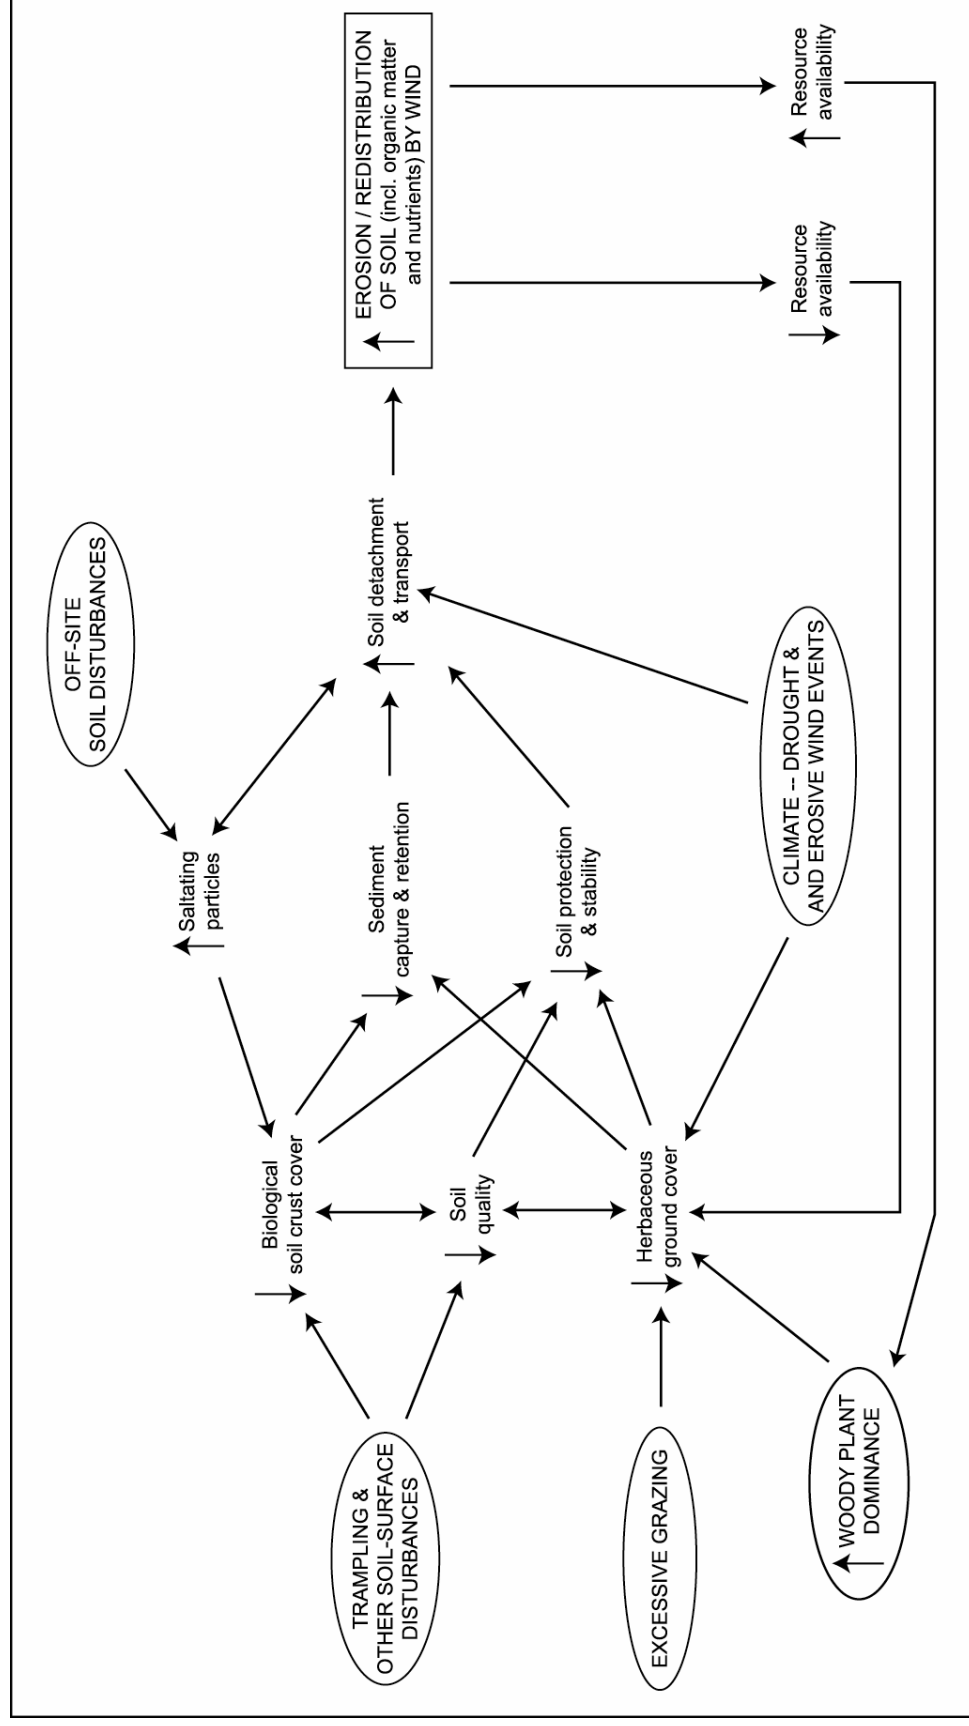 OFF-SITE
SOIL DISTURBANCES
Saltating
particles
Biological
soil crust cover
TRAMPLING &
OTHER SOIL-SURFACE
DISTURBANCES
Sediment
capture & retention
Soil detachment
& transport
EROSION / REDISTRIBUTION
OF SOIL (incl. organic matter
and nutrients) BY WIND
Soil
quality
Soil protection
& stability
EXCESSIVE GRAZING
Herbaceous
ground cover
CLIMATE -- DROUGHT &
AND EROSIVE WIND EVENTS
Resource
availability
Resource
availability
WOODY PLANT
DOMINANCE